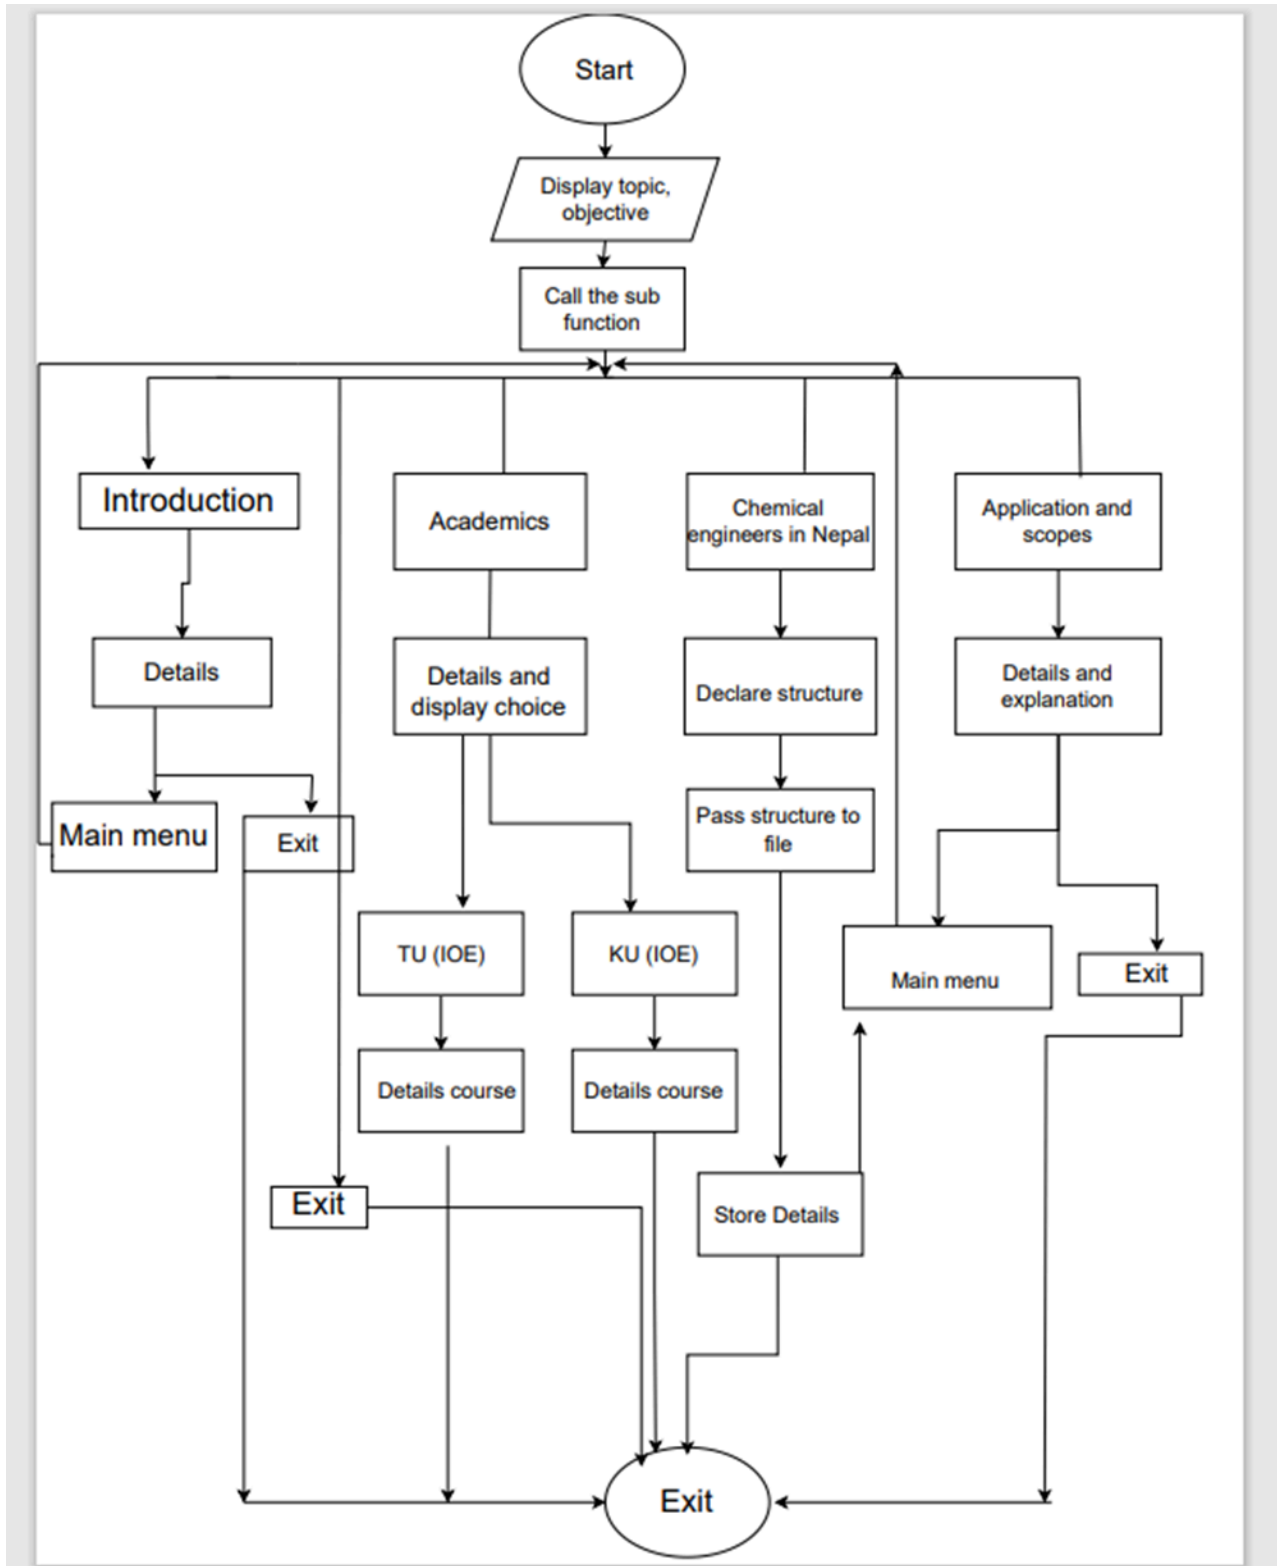 Start
Display topic,
objective
Call the sub
function
Introduction
Academics
Chemical
engineers in Nepal
Application and
scopes
Details
Details and
display choice
Declare structure
Details and
explanation
Main menu
Exit
Pass structure to
file
TU (IOE)
KU (IOE)
Main menu
Exit
Details course
Details course
Exit
Store Details
Exit